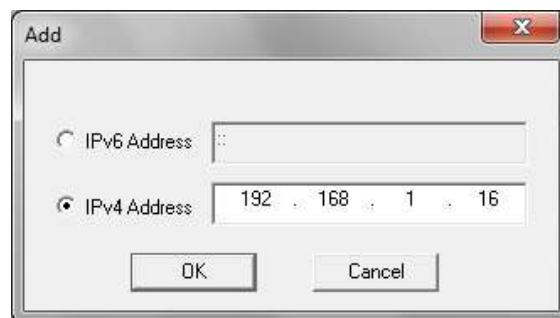 Add
IPv6 Address ::
IPv4 Address 192 . 168 . 1 . 16
OK Cancel